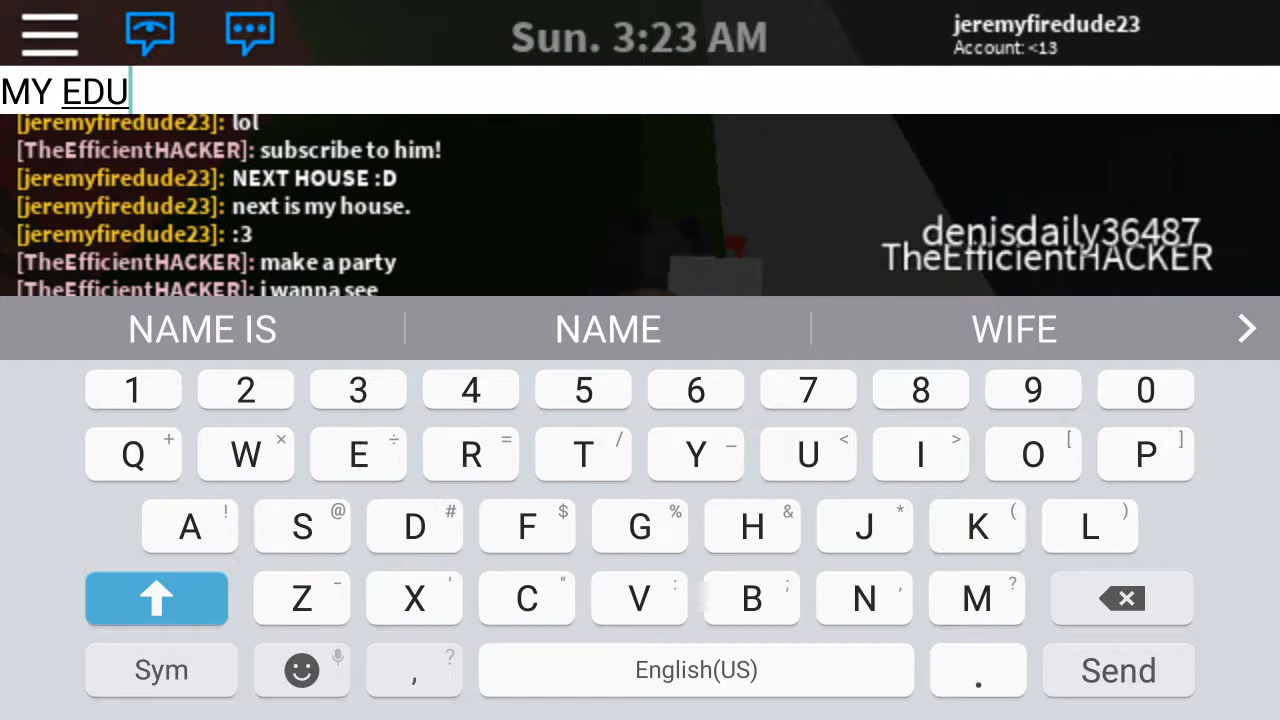 Sun. 3:23 AM
jeremyfiredude23
Account: <13
MY EDU
[jeremyfiredude23]: lol
[TheEfficientHACKER]: subscribe to him!
[jeremyfiredude23]: NEXT HOUSE :D
[jeremyfiredude23]: next is my house.
[jeremyfiredude23]: :3
[TheEfficientHACKER]: make a party
[TheEfficientHACKER]: i wanna see
denisdaily36487
TheEfficientHACKER
NAME IS NAME WIFE
1 2 3 4 5 6 7 8 9 0
Q + W × E ÷ R = T / Y _ U < I > O [ P ]
A ! S @ D # F $ G % H & J * K ( L )
Z - X ' C " V : B ; N , M ?
Sym , ? English(US) . Send